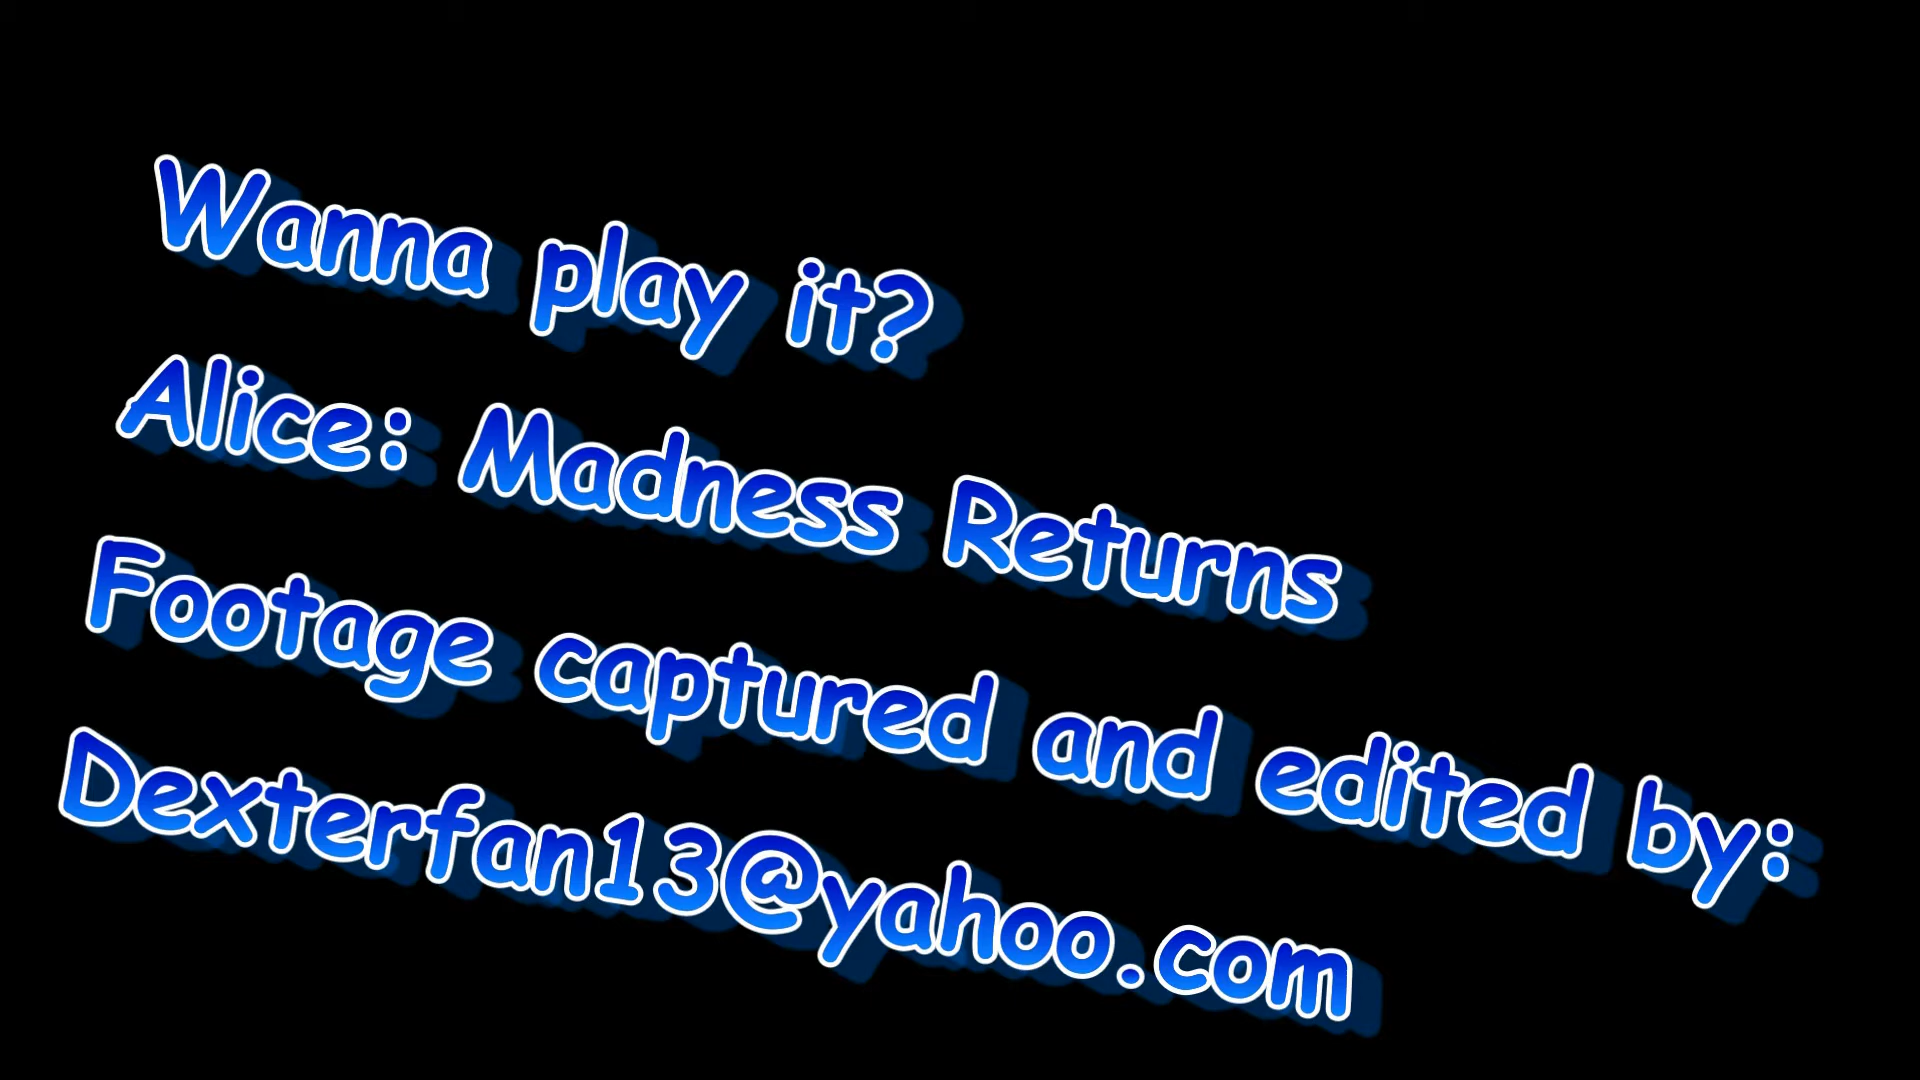 Wanna play it?
Alice: Madness Returns
Footage captured and edited by:
Dexterfan13@yahoo.com